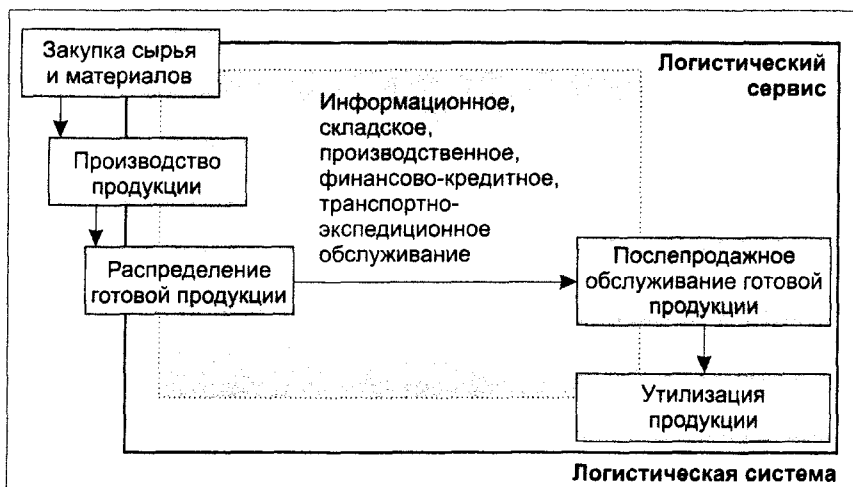 Закупка сырья
и материалов
Логистический
сервис
Информационное,
складское,
производственное,
финансово-кредитное,
транспортно-
экспедиционное
обслуживание
Производство
продукции
Распределение
готовой продукции
Послепродажное
обслуживание готовой
продукции
Утилизация
продукции
Логистическая система